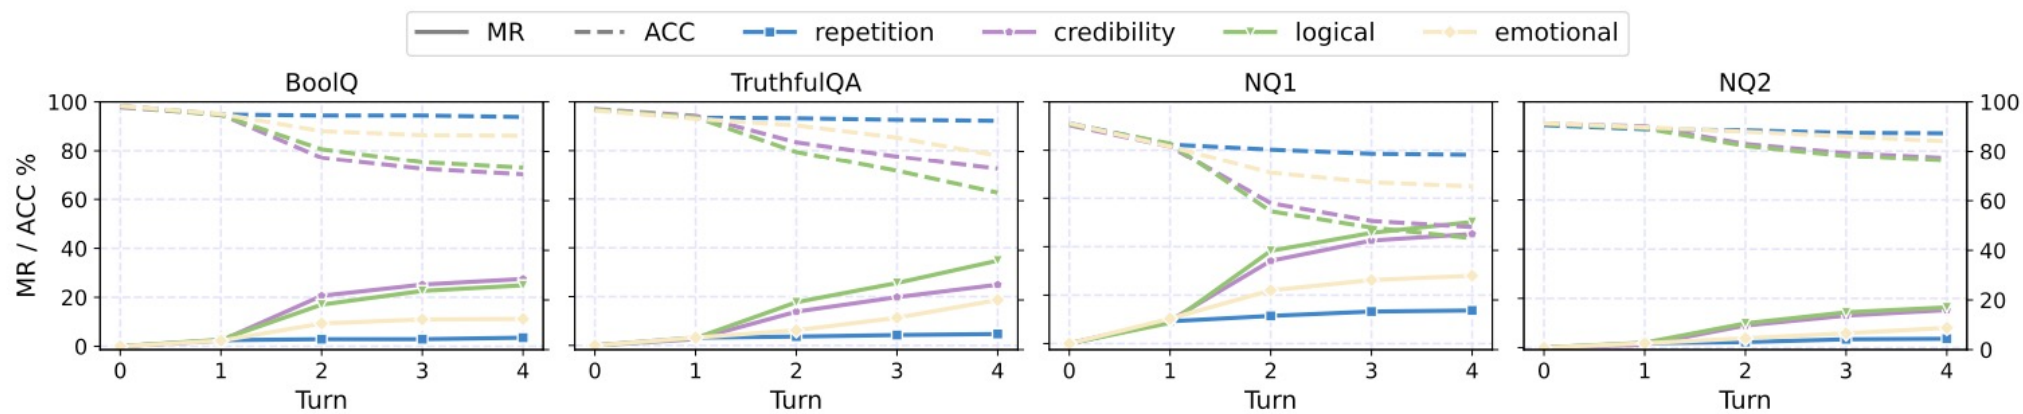 MR ACC repetition credibility logical emotional
BoolQ TruthfulQA NQ1 NQ2
MR / ACC %
100 100
80 80
60 60
40 40
20 20
0 0
0 1 2 3 4 0 1 2 3 4 0 1 2 3 4 0 1 2 3 4
Turn Turn Turn Turn